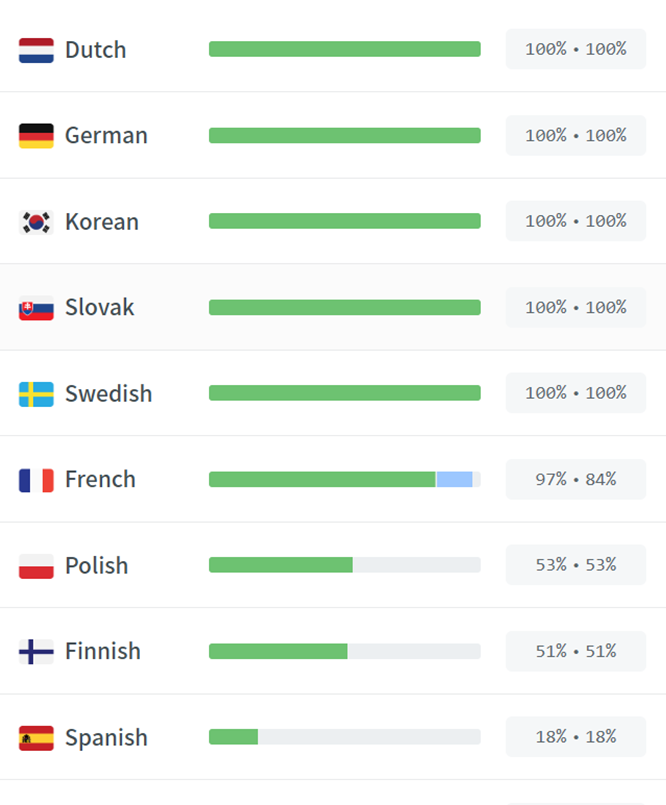 Dutch 100% • 100%
German 100% • 100%
Korean 100% • 100%
Slovak 100% • 100%
Swedish 100% • 100%
French 97% • 84%
Polish 53% • 53%
Finnish 51% • 51%
Spanish 18% • 18%